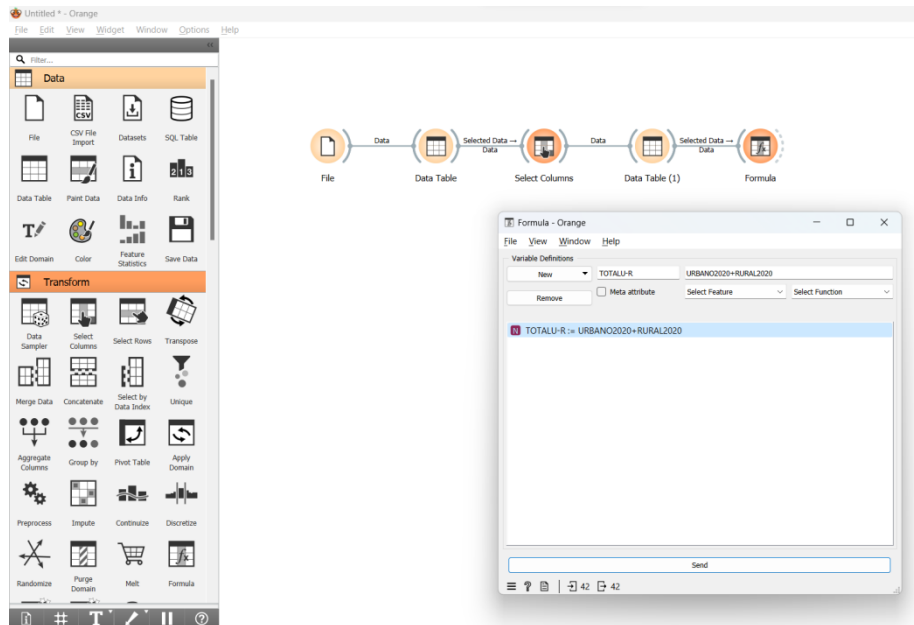 Untitled * - Orange
File Edit View Widget Window Options Help
Filter...
Data
File
CSV File Import
Datasets
SQL Table
Data Table
Paint Data
Data Info
Rank
Edit Domain
Color
Feature Statistics
Save Data
Transform
Data Sampler
Select Columns
Select Rows
Transpose
Merge Data
Concatenate
Select by Data Index
Unique
Aggregate Columns
Group by
Pivot Table
Apply Domain
Preprocess
Impute
Continuize
Discretize
Randomize
Purge Domain
Melt
Formula
Data
Selected Data → Data
Data
Selected Data → Data
File
Data Table
Select Columns
Data Table (1)
Formula
Formula - Orange
File View Window Help
Variable Definitions
New
TOTALU-R
URBANO2020+RURAL2020
Remove
Meta attribute
Select Feature
Select Function
N TOTALU-R := URBANO2020+RURAL2020
Send
42 42